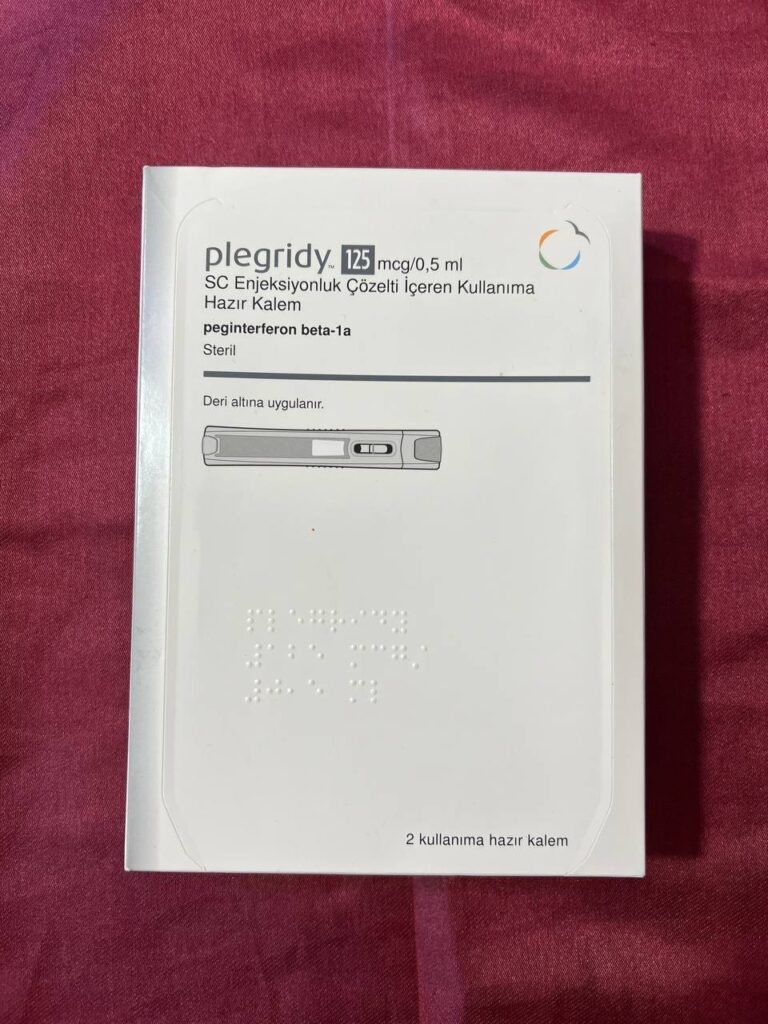 plegridy™ 125 mcg/0,5 ml
SC Enjeksiyonluk Çözelti İçeren Kullanıma
Hazır Kalem
peginterferon beta-1a
Steril
Deri altına uygulanır.
2 kullanıma hazır kalem